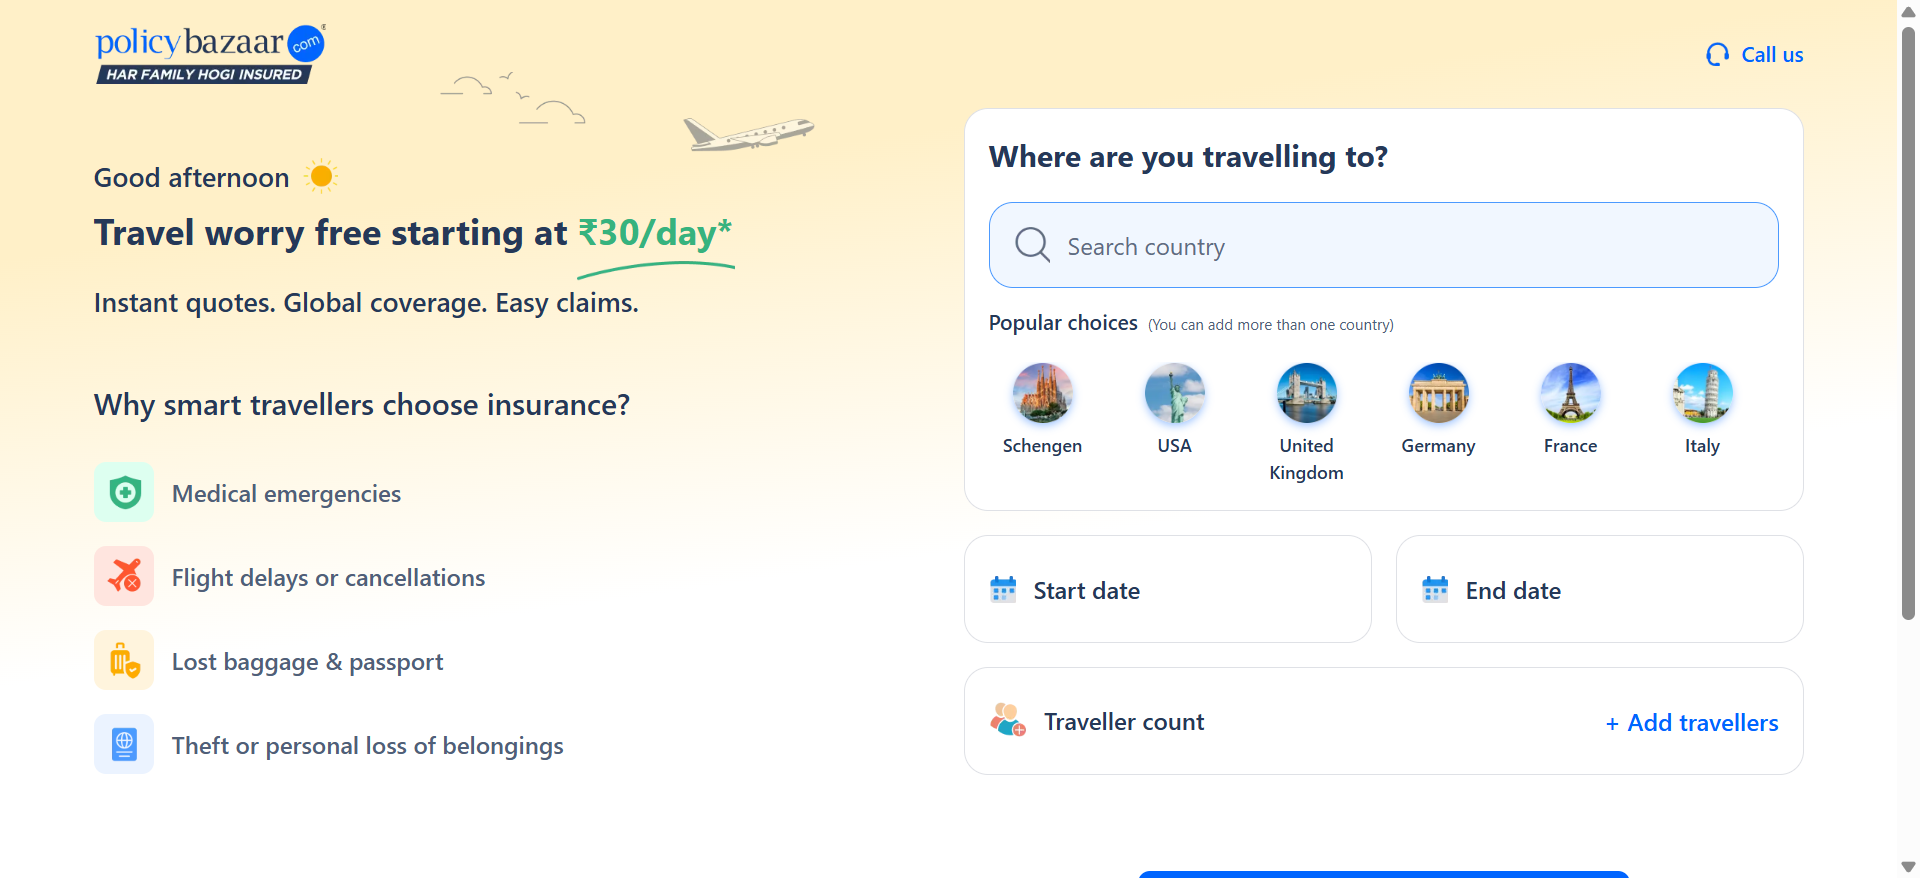 policybazaar com ®
HAR FAMILY HOGI INSURED
Call us
Good afternoon
Travel worry free starting at ₹30/day*
Instant quotes. Global coverage. Easy claims.
Why smart travellers choose insurance?
Medical emergencies
Flight delays or cancellations
Lost baggage & passport
Theft or personal loss of belongings
Where are you travelling to?
Search country
Popular choices (You can add more than one country)
Schengen
USA
United
Kingdom
Germany
France
Italy
Start date
End date
Traveller count
+ Add travellers